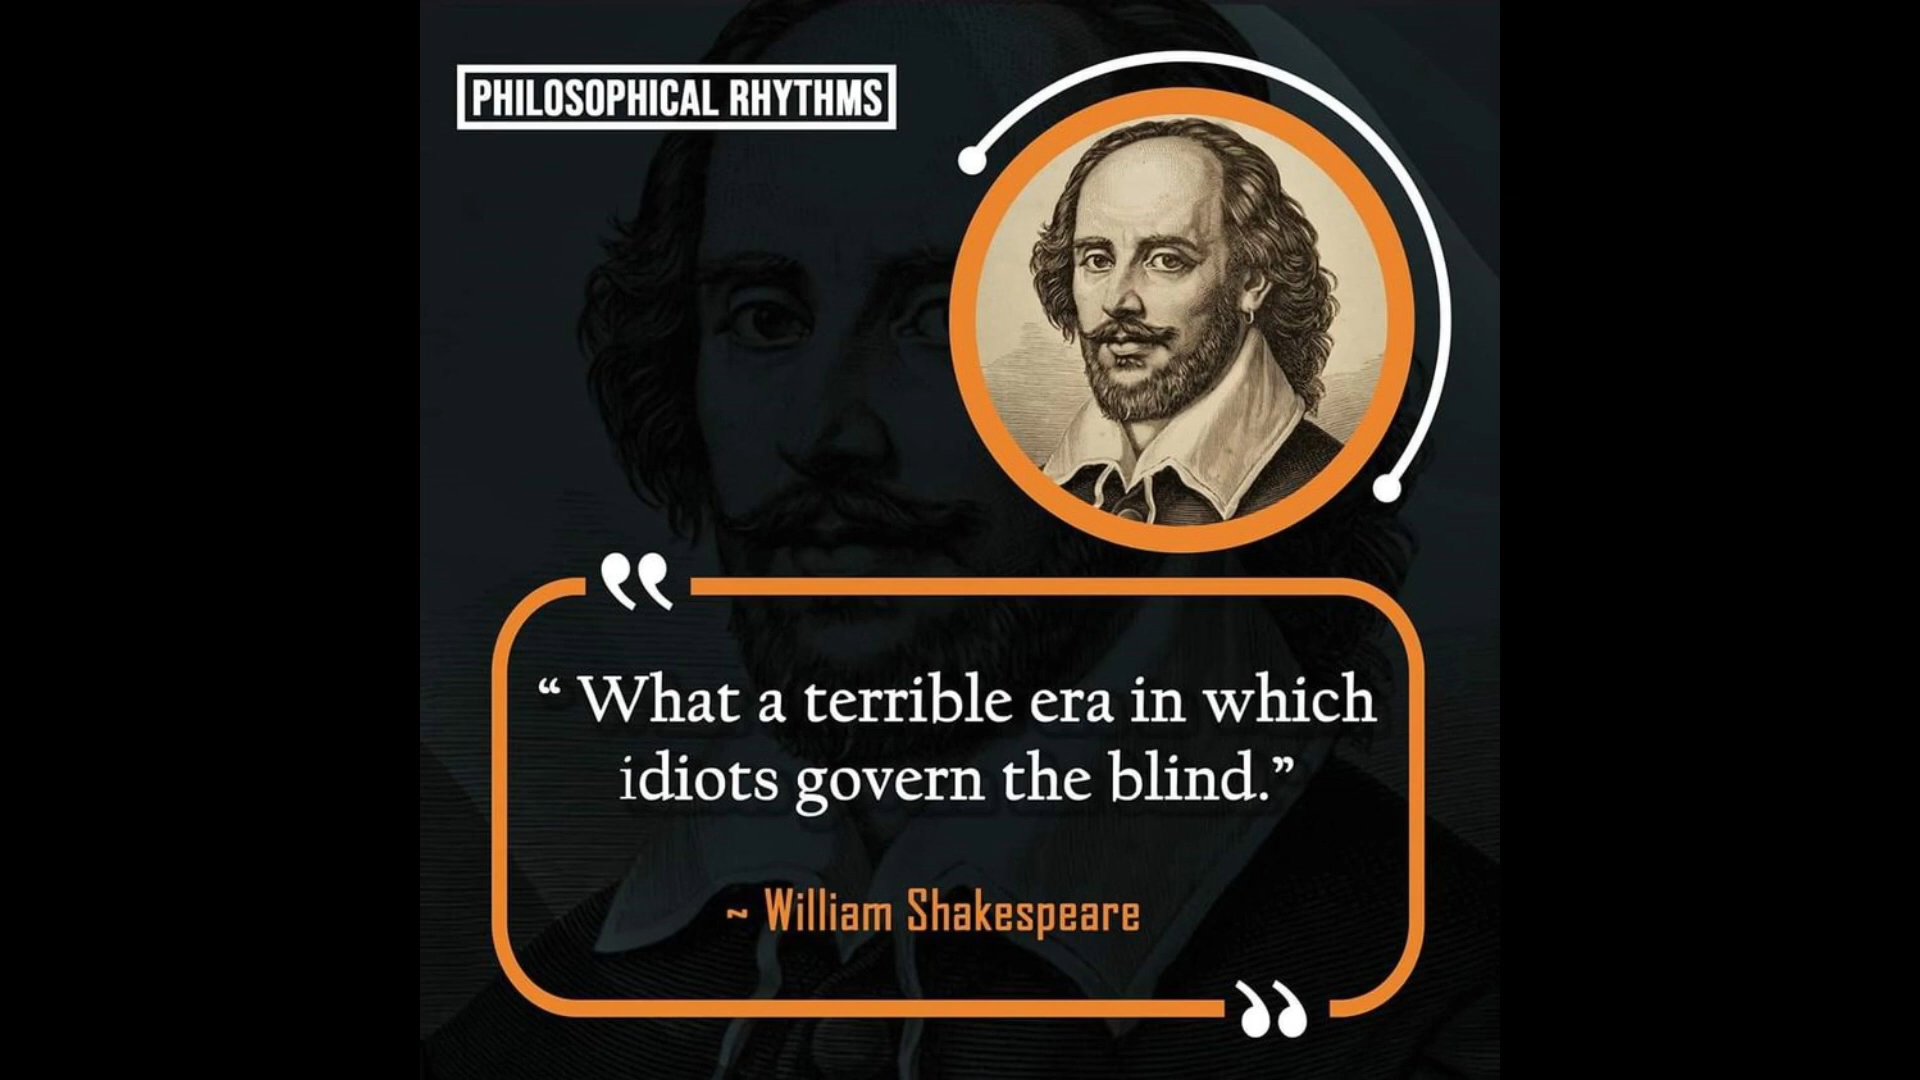 PHILOSOPHICAL RHYTHMS
“ What a terrible era in which
idiots govern the blind.”
~ William Shakespeare